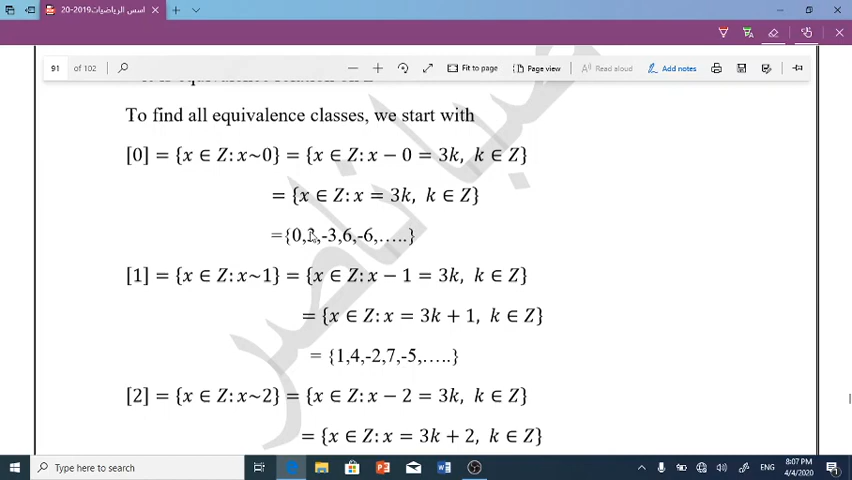 اسس الرياضيات2019-20
91 of 102
Fit to page
Page view
Read aloud
Add notes
To find all equivalence classes, we start with
[0] = {x ∈ Z: x~0} = {x ∈ Z: x − 0 = 3k, k ∈ Z}
= {x ∈ Z: x = 3k, k ∈ Z}
={0,3,-3,6,-6,…..}
[1] = {x ∈ Z: x~1} = {x ∈ Z: x − 1 = 3k, k ∈ Z}
= {x ∈ Z: x = 3k + 1, k ∈ Z}
= {1,4,-2,7,-5,…..}
[2] = {x ∈ Z: x~2} = {x ∈ Z: x − 2 = 3k, k ∈ Z}
= {x ∈ Z: x = 3k + 2, k ∈ Z}
Type here to search
ENG
8:07 PM
4/4/2020